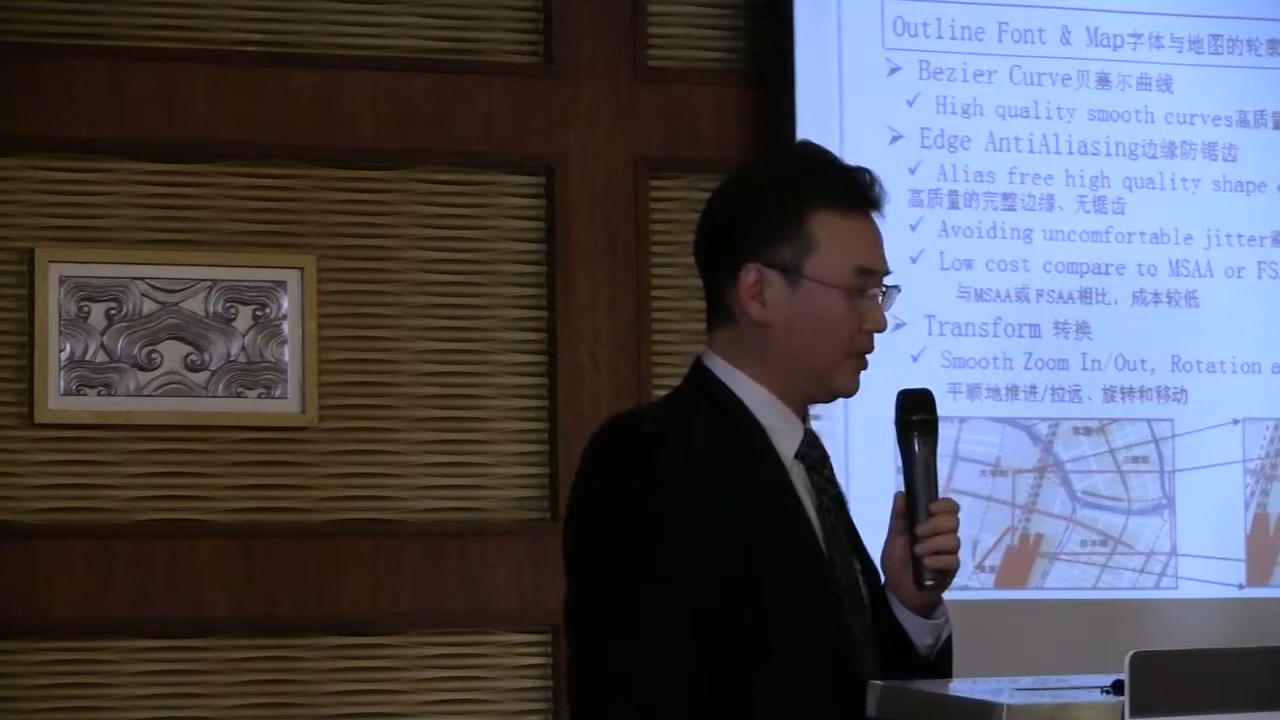 Outline Font & Map字体与地图的轮廓
Bezier Curve贝塞尔曲线
High quality smooth curves高质量
Edge AntiAliasing边缘防锯齿
Alias free high quality shape
高质量的完整边缘、无锯齿
Avoiding uncomfortable jitter
Low cost compare to MSAA or FS
与MSAA或FSAA相比，成本较低
Transform 转换
Smooth Zoom In/Out, Rotation a
平顺地推进/拉远、旋转和移动